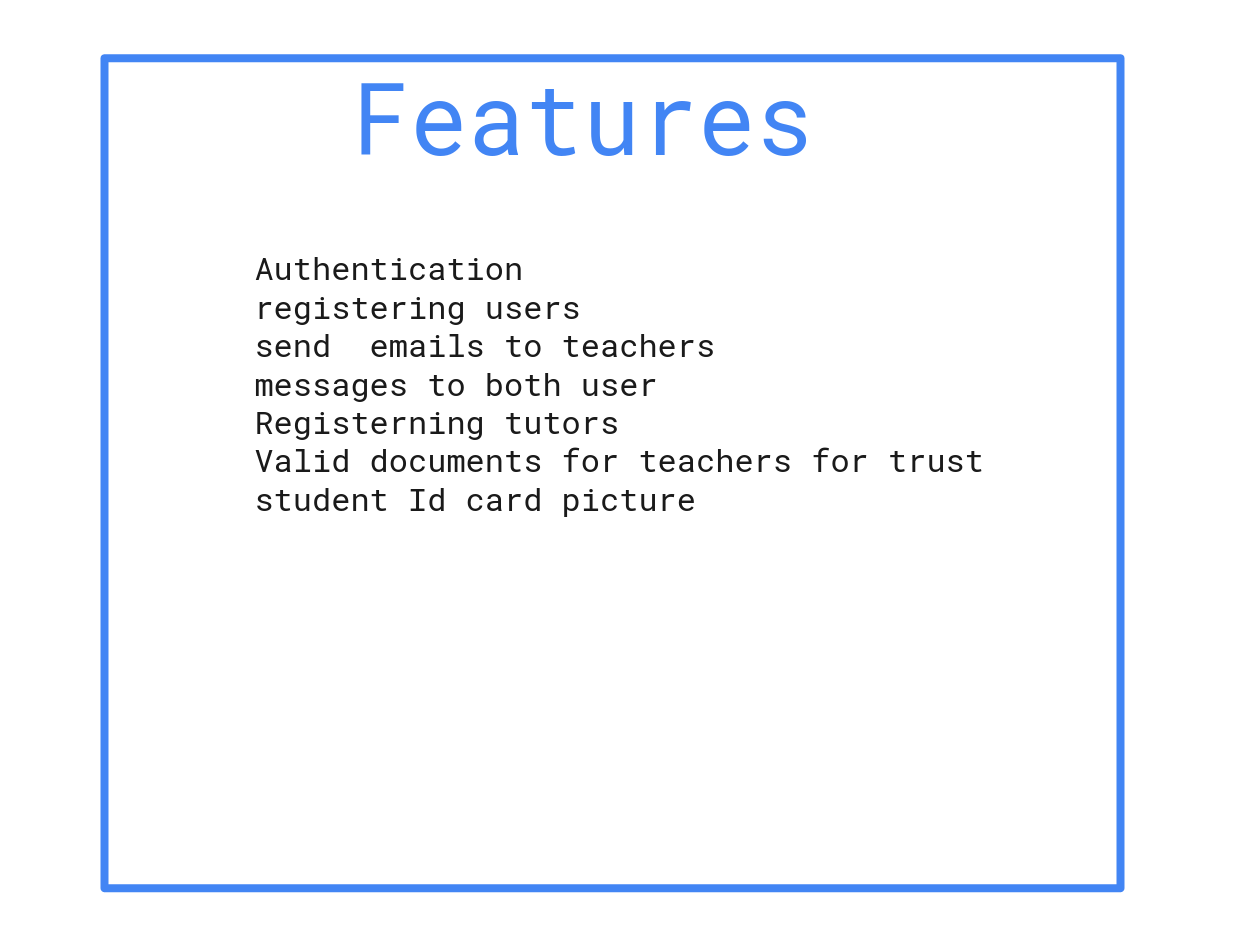 Features
Authentication
registering users
send  emails to teachers
messages to both user
Registerning tutors
Valid documents for teachers for trust
student Id card picture